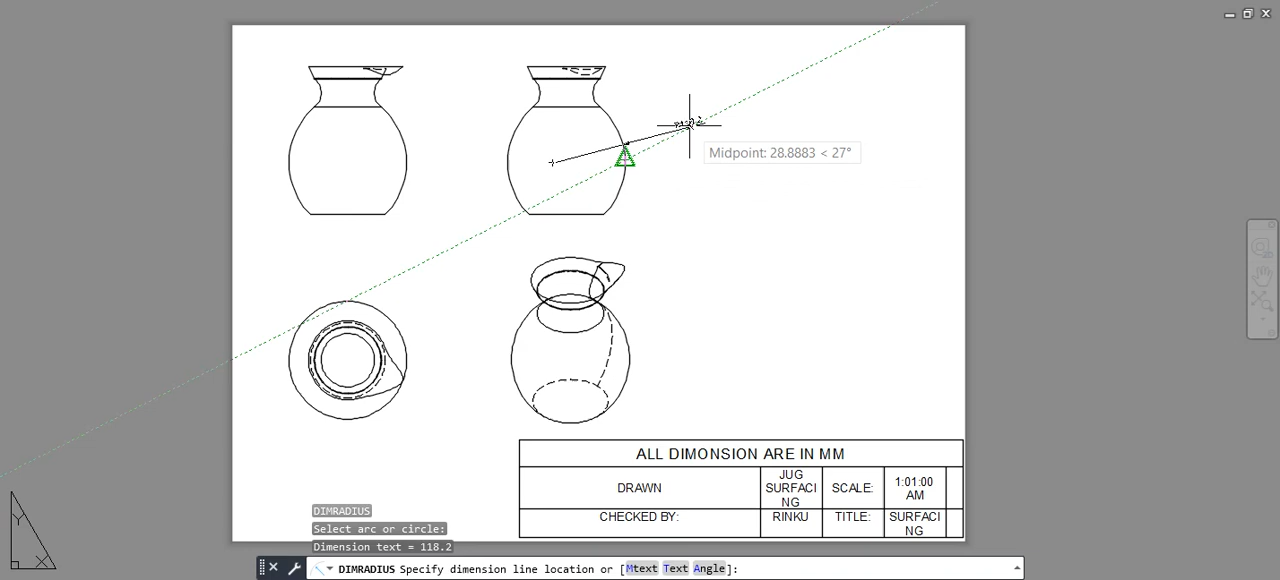 Midpoint: 28.8883 < 27°
ALL DIMONSION ARE IN MM
DRAWN
JUG
SURFACI
NG
SCALE:
1:01:00
AM
CHECKED BY:
RINKU
TITLE:
SURFACI
NG
DIMRADIUS
Select arc or circle:
Dimension text = 118.2
DIMRADIUS Specify dimension line location or [Mtext Text Angle]:
Y
X